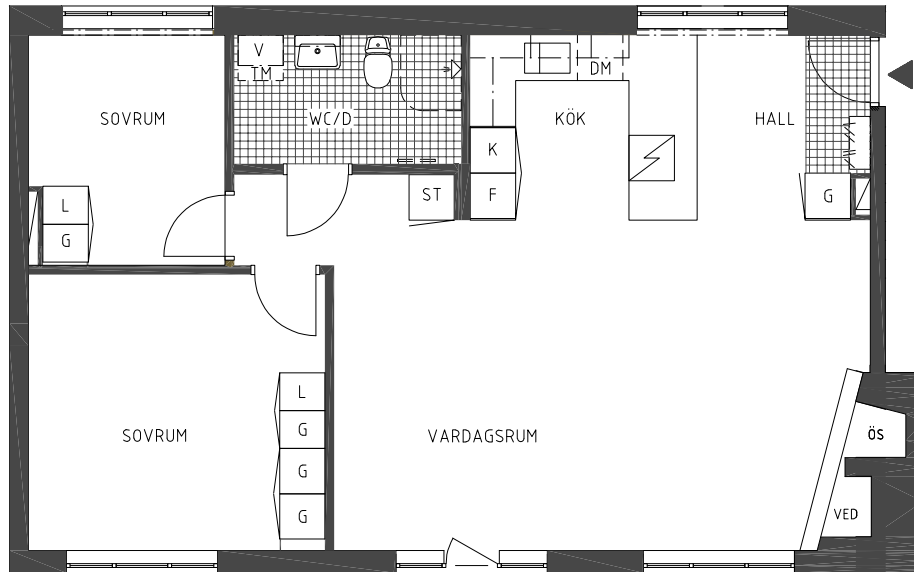 V
TM
DM
SOVRUM
WC/D
KÖK
HALL
K
F
ST
G
L
G
L
G
G
G
SOVRUM
VARDAGSRUM
ÖS
VED